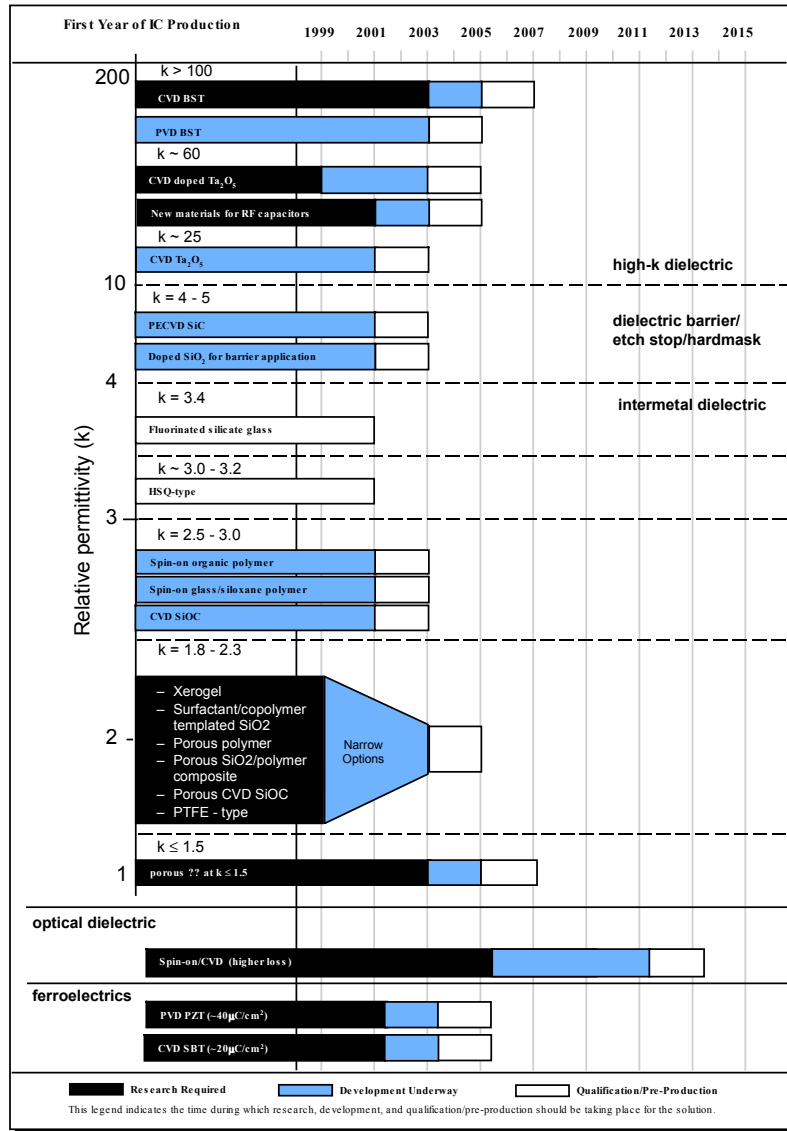 First Year of IC Production
1999 2001 2003 2005 2007 2009 2011 2013 2015
200
k > 100
CVD BST
PVD BST
k ~ 60
CVD doped Ta₂O₅
New materials for RF capacitors
k ~ 25
CVD Ta₂O₅
high-k dielectric
10
k = 4 - 5
PECVD SiC
dielectric barrier/
etch stop/hardmask
Doped SiO₂ for barrier application
4
k = 3.4
intermetal dielectric
Fluorinated silicate glass
Relative permittivity (k)
k ~ 3.0 - 3.2
HSQ-type
3
k = 2.5 - 3.0
Spin-on organic polymer
Spin-on glass/siloxane polymer
CVD SiOC
k = 1.8 - 2.3
– Xerogel
– Surfactant/copolymer
templated SiO2
– Porous polymer
– Porous SiO2/polymer
composite
– Porous CVD SiOC
– PTFE - type
2
Narrow
Options
k ≤ 1.5
1
porous ?? at k ≤ 1.5
optical dielectric
Spin-on/CVD (higher loss)
ferroelectrics
PVD PZT (~40μC/cm²)
CVD SBT (~20μC/cm²)
Research Required Development Underway Qualification/Pre-Production
This legend indicates the time during which research, development, and qualification/pre-production should be taking place for the solution.